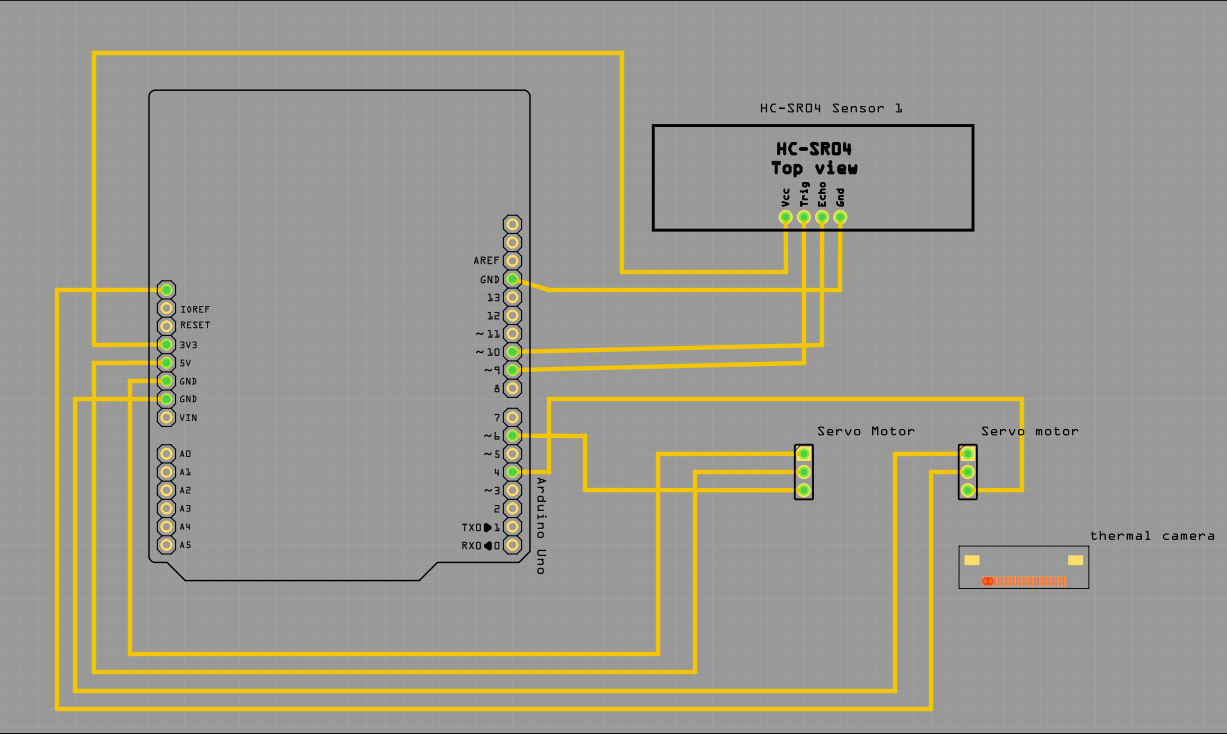 HC-SR04 Sensor 1
HC-SR04
Top view
Vcc
Trig
Echo
Gnd
AREF
GND
13
12
~11
~10
~9
8
7
~6
~5
4
~3
2
TX0▶1
RX0◀0
Arduino Uno
IOREF
RESET
3V3
5V
GND
GND
VIN
A0
A1
A2
A3
A4
A5
Servo Motor
Servo motor
thermal camera